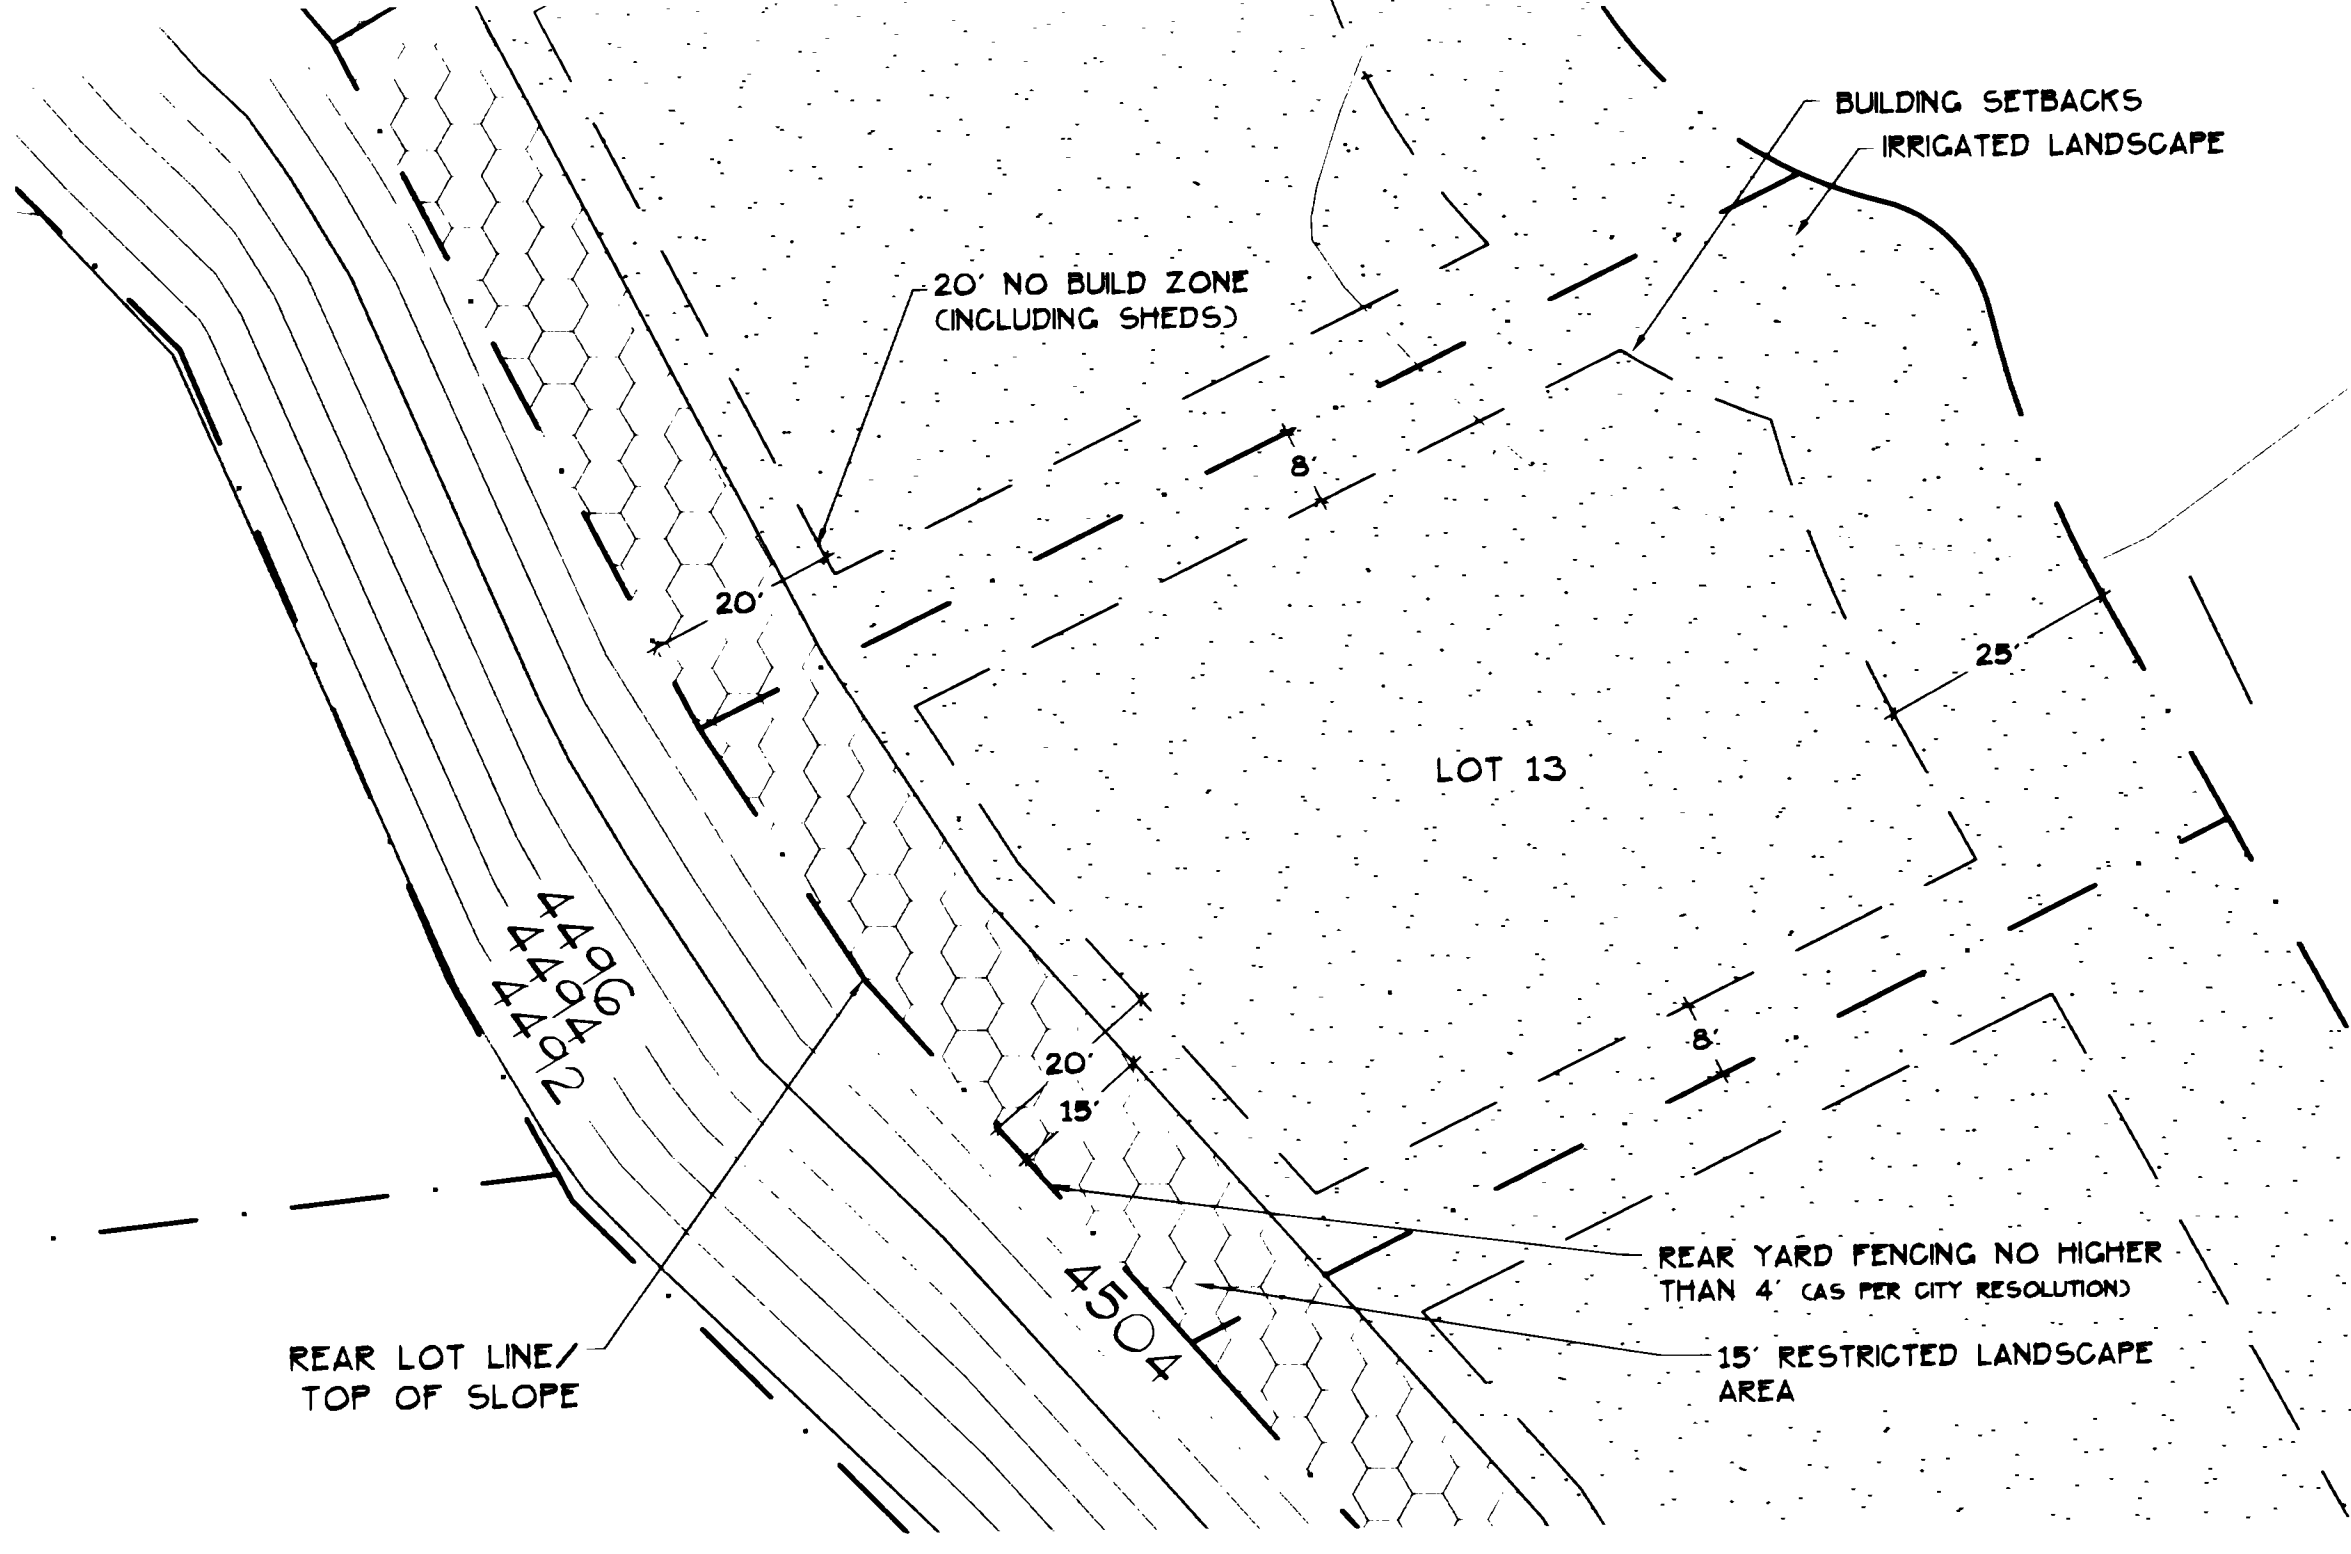 BUILDING SETBACKS
IRRIGATED LANDSCAPE
20' NO BUILD ZONE
(INCLUDING SHEDS)
8'
20'
25'
LOT 13
4496
4494
4492
20'
15'
8'
4504
REAR YARD FENCING NO HIGHER
THAN 4' (AS PER CITY RESOLUTION)
REAR LOT LINE/
TOP OF SLOPE
15' RESTRICTED LANDSCAPE
AREA